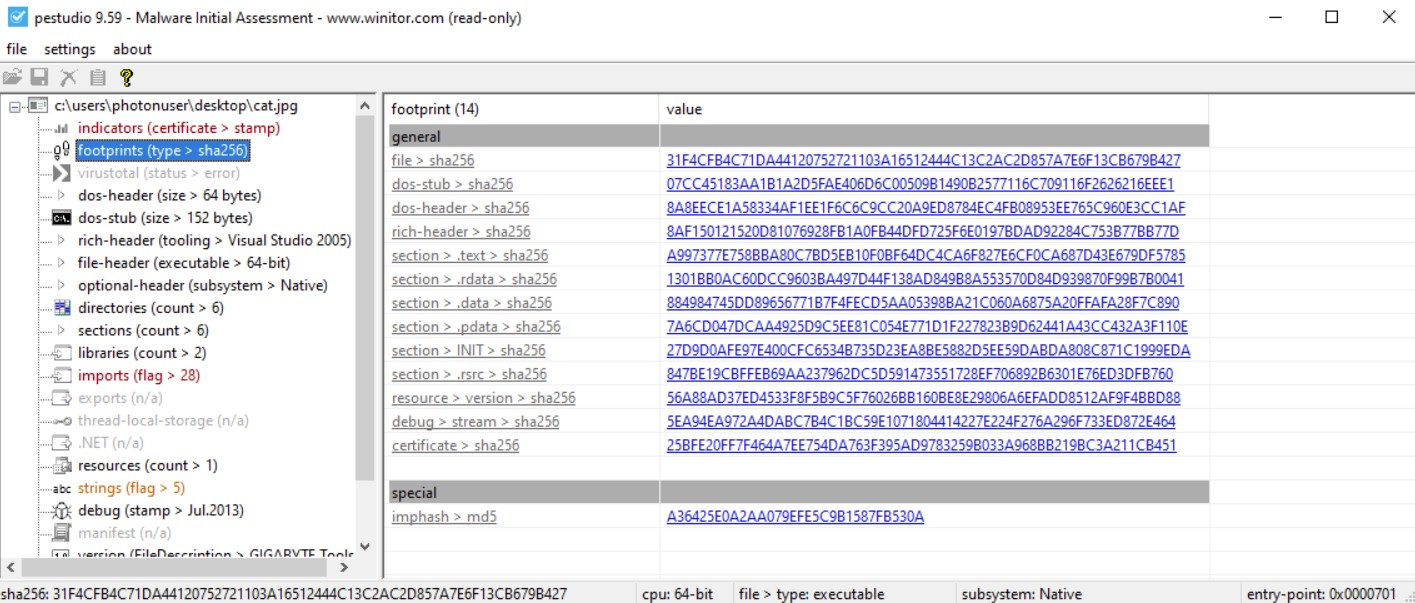 pestudio 9.59 - Malware Initial Assessment - www.winitor.com (read-only)
file settings about
c:\users\photonuser\desktop\cat.jpg
indicators (certificate > stamp)
footprints (type > sha256)
virustotal (status > error)
dos-header (size > 64 bytes)
dos-stub (size > 152 bytes)
rich-header (tooling > Visual Studio 2005)
file-header (executable > 64-bit)
optional-header (subsystem > Native)
directories (count > 6)
sections (count > 6)
libraries (count > 2)
imports (flag > 28)
exports (n/a)
thread-local-storage (n/a)
.NET (n/a)
resources (count > 1)
abc strings (flag > 5)
debug (stamp > Jul.2013)
manifest (n/a)
version (FileDescription > GIGABYTE Tools
footprint (14) value
general
file > sha256 31F4CFB4C71DA44120752721103A16512444C13C2AC2D857A7E6F13CB679B427
dos-stub > sha256 07CC45183AA1B1A2D5FAE406D6C00509B1490B2577116C709116F2626216EEE1
dos-header > sha256 8A8EECE1A58334AF1EE1F6C6C9CC20A9ED8784EC4FB08953EE765C960E3CC1AF
rich-header > sha256 8AF150121520D81076928FB1A0FB44DFD725F6E0197BDAD92284C753B77BB77D
section > .text > sha256 A997377E758BBA80C7BD5EB10F0BF64DC4CA6F827E6CF0CA687D43E679DF5785
section > .rdata > sha256 1301BB0AC60DCC9603BA497D44F138AD849B8A553570D84D939870F99B7B0041
section > .data > sha256 884984745DD89656771B7F4FECD5AA05398BA21C060A6875A20FFAFA28F7C890
section > .pdata > sha256 7A6CD047DCAA4925D9C5EE81C054E771D1F227823B9D62441A43CC432A3F110E
section > INIT > sha256 27D9D0AFE97E400CFC6534B735D23EA8BE5882D5EE59DABDA808C871C1999EDA
section > .rsrc > sha256 847BE19CBFFEB69AA237962DC5D591473551728EF706892B6301E76ED3DFB760
resource > version > sha256 56A88AD37ED4533F8F5B9C5F76026BB160BE8E29806A6EFADD8512AF9F4BBD88
debug > stream > sha256 5EA94EA972A4DABC7B4C1BC59E1071804414227E224F276A296F733ED872E464
certificate > sha256 25BFE20FF7F464A7EE754DA763F395AD9783259B033A968BB219BC3A211CB451
special
imphash > md5 A36425E0A2AA079EFE5C9B1587FB530A
sha256: 31F4CFB4C71DA44120752721103A16512444C13C2AC2D857A7E6F13CB679B427 cpu: 64-bit file > type: executable subsystem: Native entry-point: 0x0000701